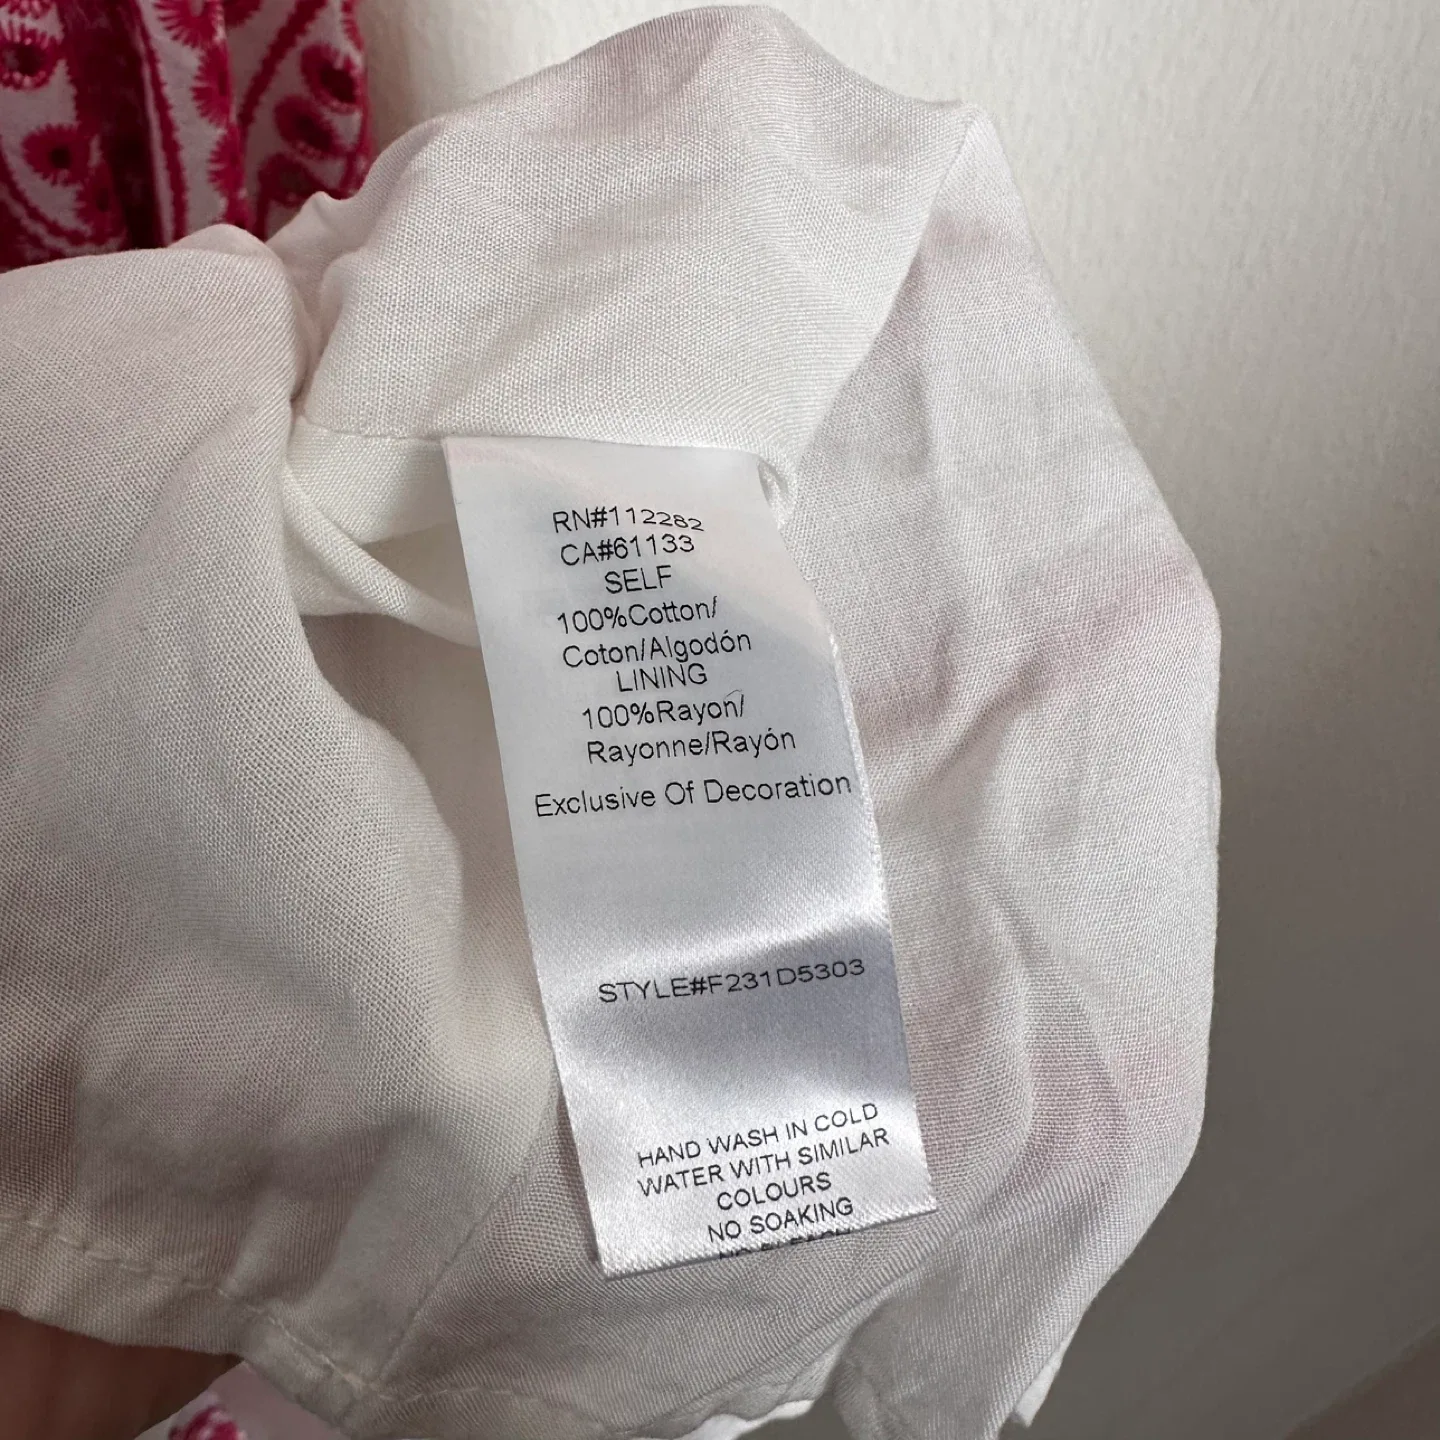 RN#112282
CA#61133
SELF
100%Cotton/
Coton/Algodón
LINING
100%Rayon/
Rayonne/Rayón
Exclusive Of Decoration
STYLE#F231D5303
HAND WASH IN COLD
WATER WITH SIMILAR
COLOURS
NO SOAKING